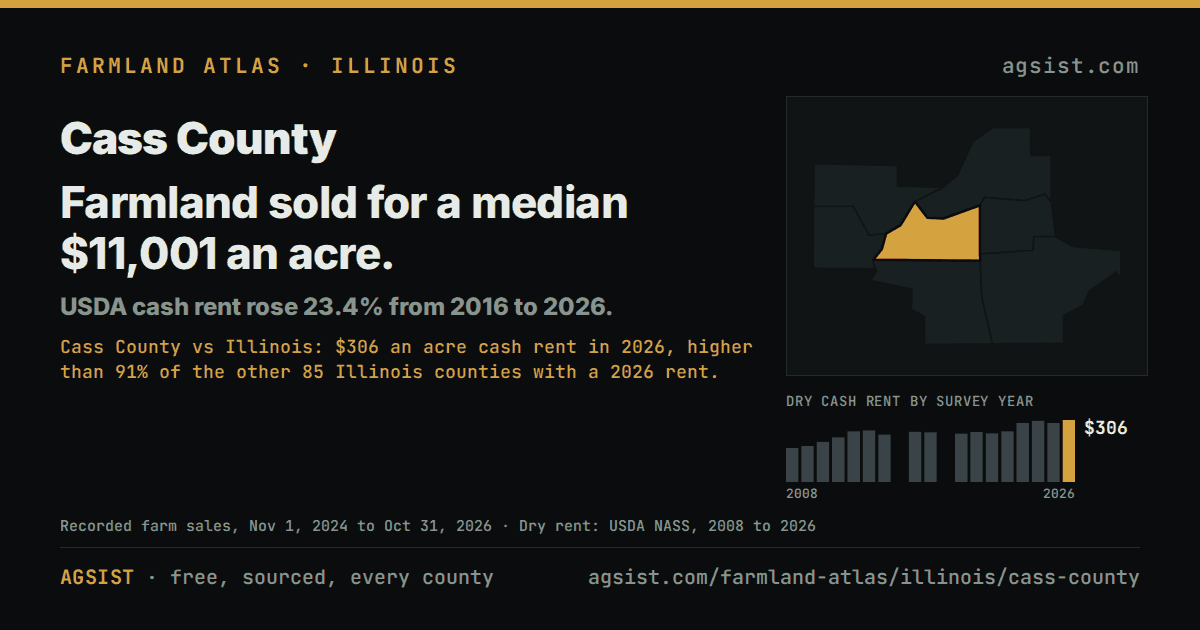 FARMLAND ATLAS · ILLINOIS
agsist.com
Cass County
Farmland sold for a median
$11,001 an acre.
USDA cash rent rose 23.4% from 2016 to 2026.
Cass County vs Illinois: $306 an acre cash rent in 2026, higher
than 91% of the other 85 Illinois counties with a 2026 rent.
DRY CASH RENT BY SURVEY YEAR
$306
2008
2026
Recorded farm sales, Nov 1, 2024 to Oct 31, 2026 · Dry rent: USDA NASS, 2008 to 2026
AGSIST · free, sourced, every county
agsist.com/farmland-atlas/illinois/cass-county